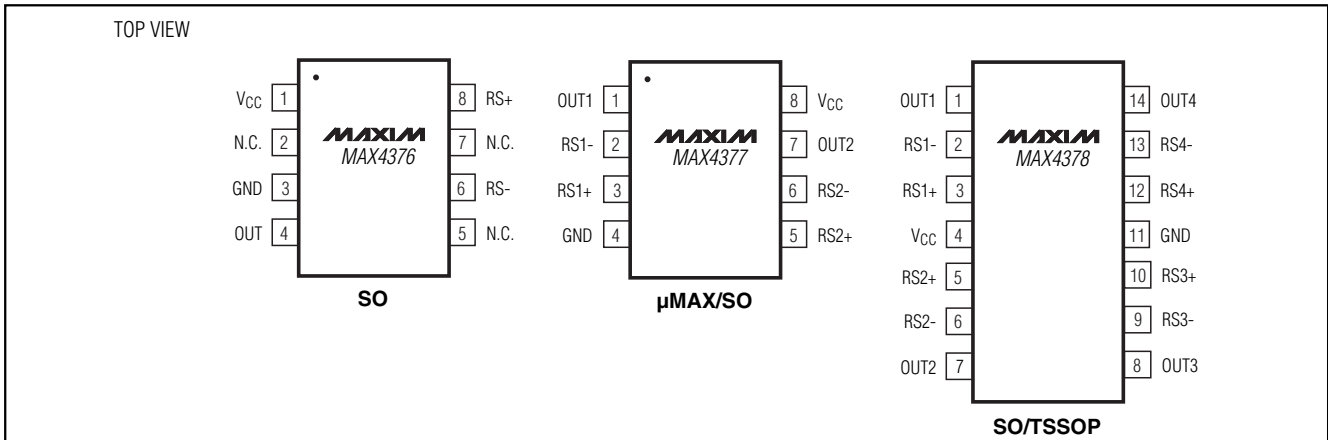 TOP VIEW
VCC 1
N.C. 2
GND 3
OUT 4
MAXIM
MAX4376
8 RS+
7 N.C.
6 RS-
5 N.C.
SO
OUT1 1
RS1- 2
RS1+ 3
GND 4
MAXIM
MAX4377
8 VCC
7 OUT2
6 RS2-
5 RS2+
µMAX/SO
OUT1 1
RS1- 2
RS1+ 3
VCC 4
RS2+ 5
RS2- 6
OUT2 7
MAXIM
MAX4378
14 OUT4
13 RS4-
12 RS4+
11 GND
10 RS3+
9 RS3-
8 OUT3
SO/TSSOP